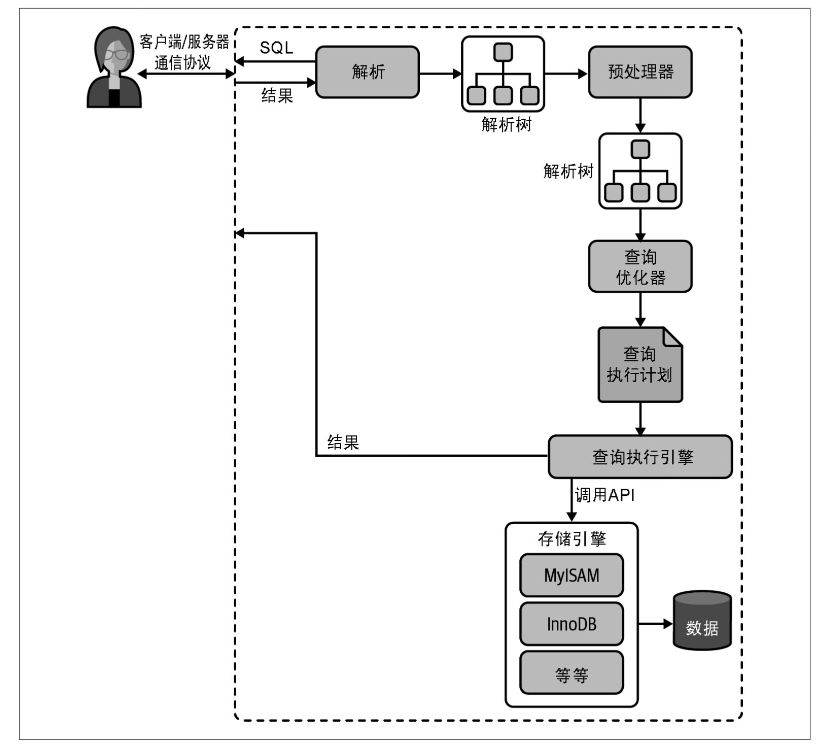 客户端/服务器
通信协议
SQL
结果
解析
解析树
预处理器
解析树
查询
优化器
查询
执行计划
结果
查询执行引擎
调用API
存储引擎
MyISAM
InnoDB
等等
数据